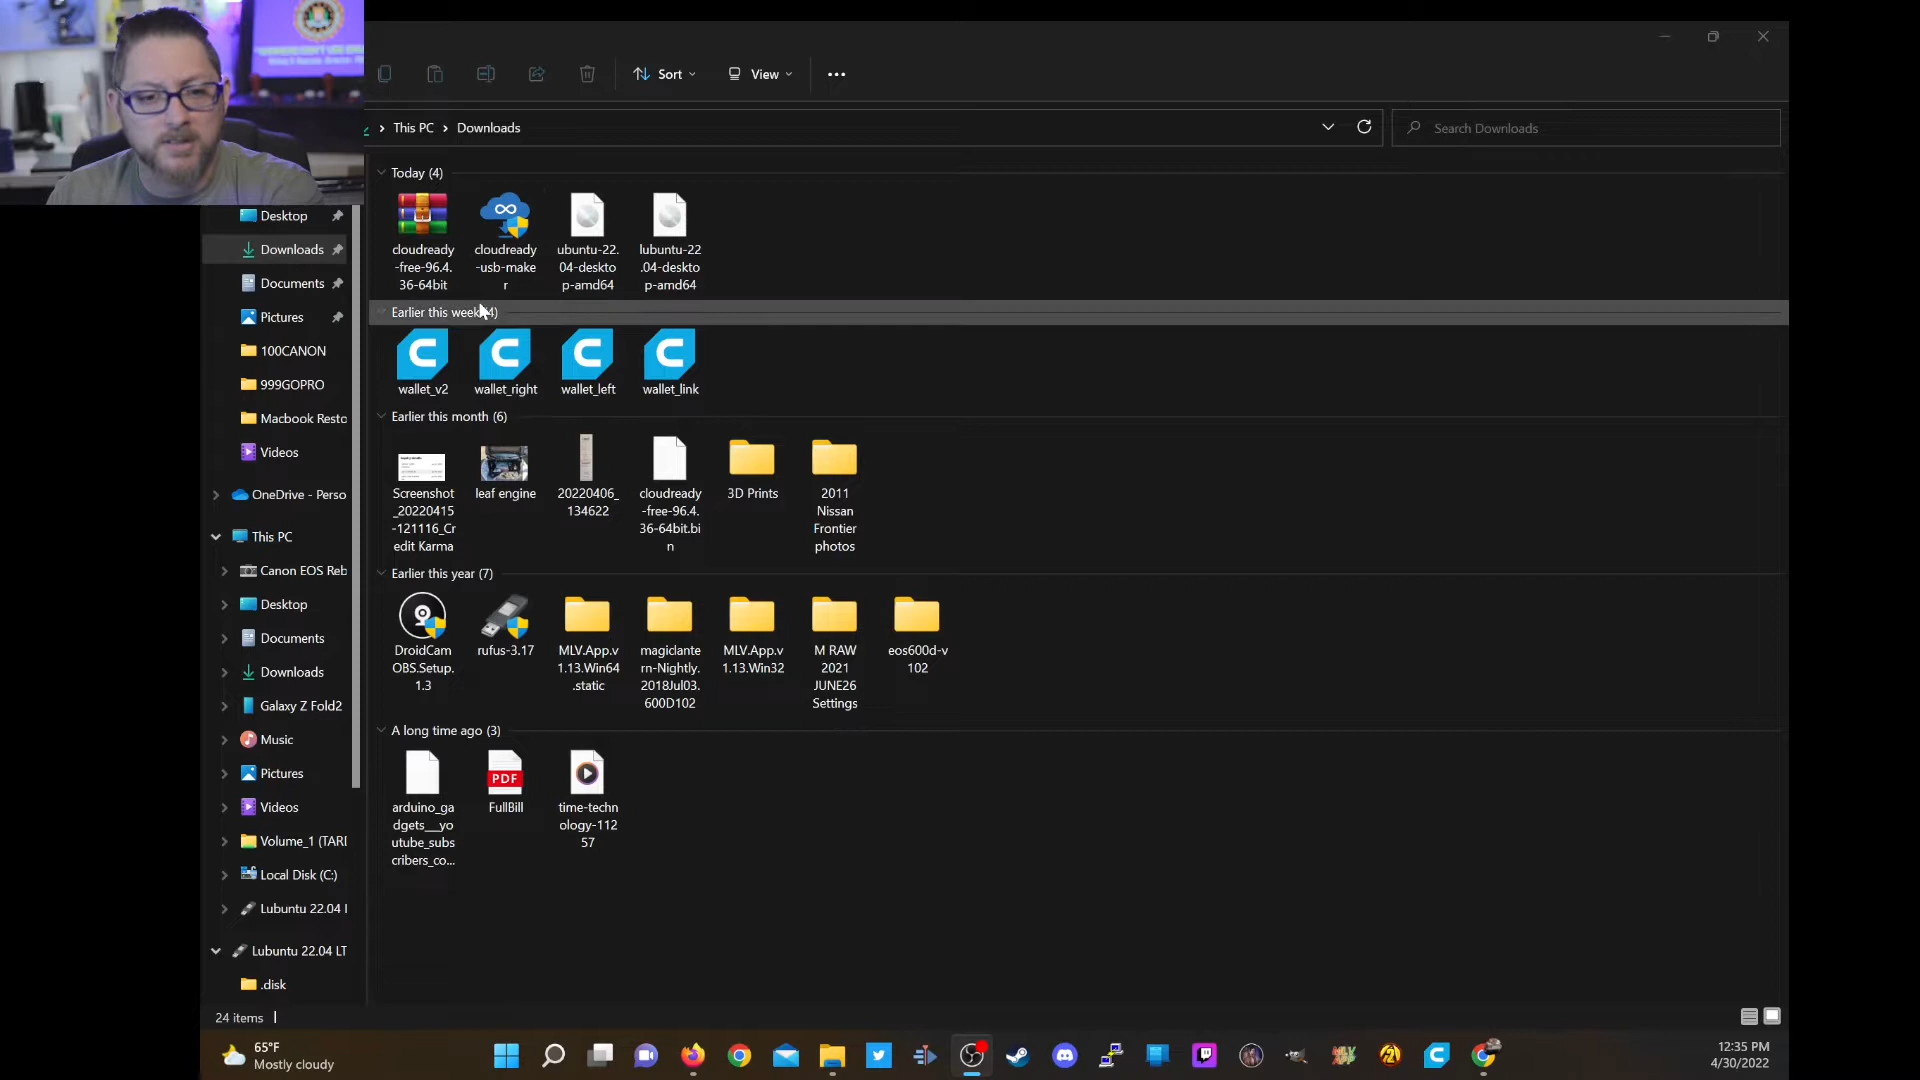 Sort
View
This PC
Downloads
Search Downloads
Today (4)
cloudready
-free-96.4.
36-64bit
cloudready
-usb-make
r
ubuntu-22.
04-deskto
p-amd64
lubuntu-22
.04-deskto
p-amd64
Earlier this week (4)
wallet_v2
wallet_right
wallet_left
wallet_link
Earlier this month (6)
Screenshot
_20220415
-121116_Cr
edit Karma
leaf engine
20220406_
134622
cloudready
-free-96.4.
36-64bit.bi
n
3D Prints
2011
Nissan
Frontier
photos
Earlier this year (7)
DroidCam
OBS.Setup.
1.3
rufus-3.17
MLV.App.v
1.13.Win64
.static
magiclante
rn-Nightly.
2018Jul03.
600D102
MLV.App.v
1.13.Win32
M RAW
2021
JUNE26
Settings
eos600d-v
102
A long time ago (3)
arduino_ga
dgets__yo
utube_subs
cribers_co...
PDF
FullBill
time-techn
ology-112
57
Desktop
Downloads
Documents
Pictures
100CANON
999GOPRO
Macbook Resto
Videos
OneDrive - Perso
This PC
Canon EOS Reb
Desktop
Documents
Downloads
Galaxy Z Fold2
Music
Pictures
Videos
Volume_1 (TARD
Local Disk (C:)
Lubuntu 22.04 l
Lubuntu 22.04 LT
.disk
24 items
65°F
Mostly cloudy
12:35 PM
4/30/2022